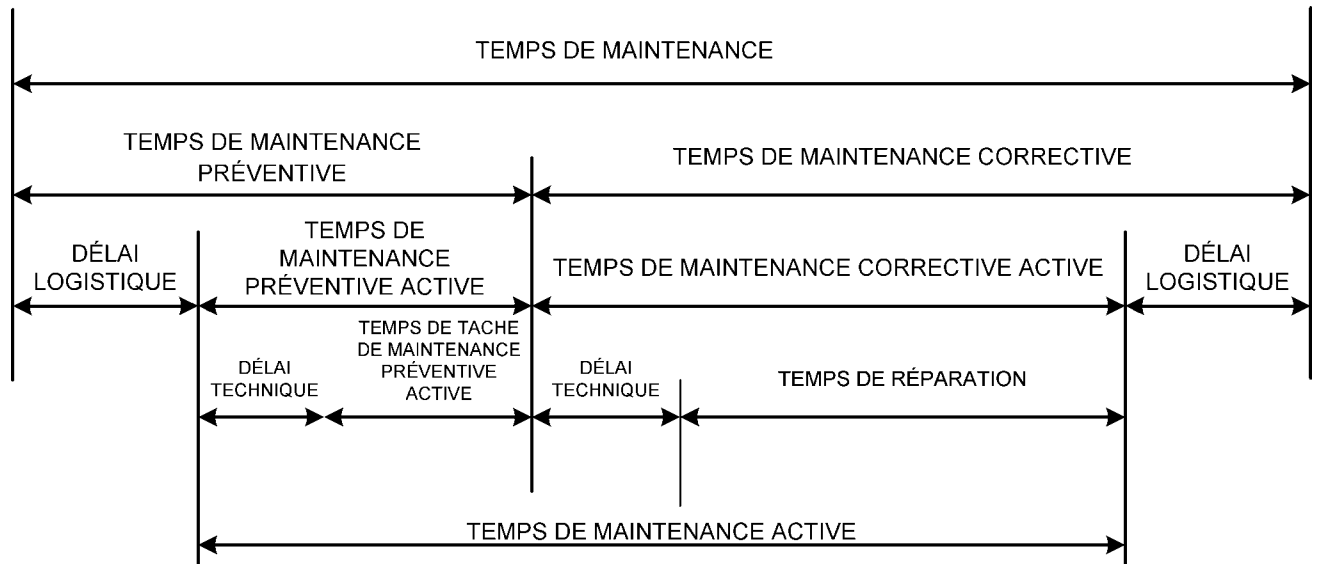 TEMPS DE MAINTENANCE
TEMPS DE MAINTENANCE
PRÉVENTIVE
TEMPS DE MAINTENANCE CORRECTIVE
DÉLAI
LOGISTIQUE
TEMPS DE
MAINTENANCE
PRÉVENTIVE ACTIVE
TEMPS DE MAINTENANCE CORRECTIVE ACTIVE
DÉLAI
LOGISTIQUE
DÉLAI
TECHNIQUE
TEMPS DE TACHE
DE MAINTENANCE
PRÉVENTIVE
ACTIVE
DÉLAI
TECHNIQUE
TEMPS DE RÉPARATION
TEMPS DE MAINTENANCE ACTIVE